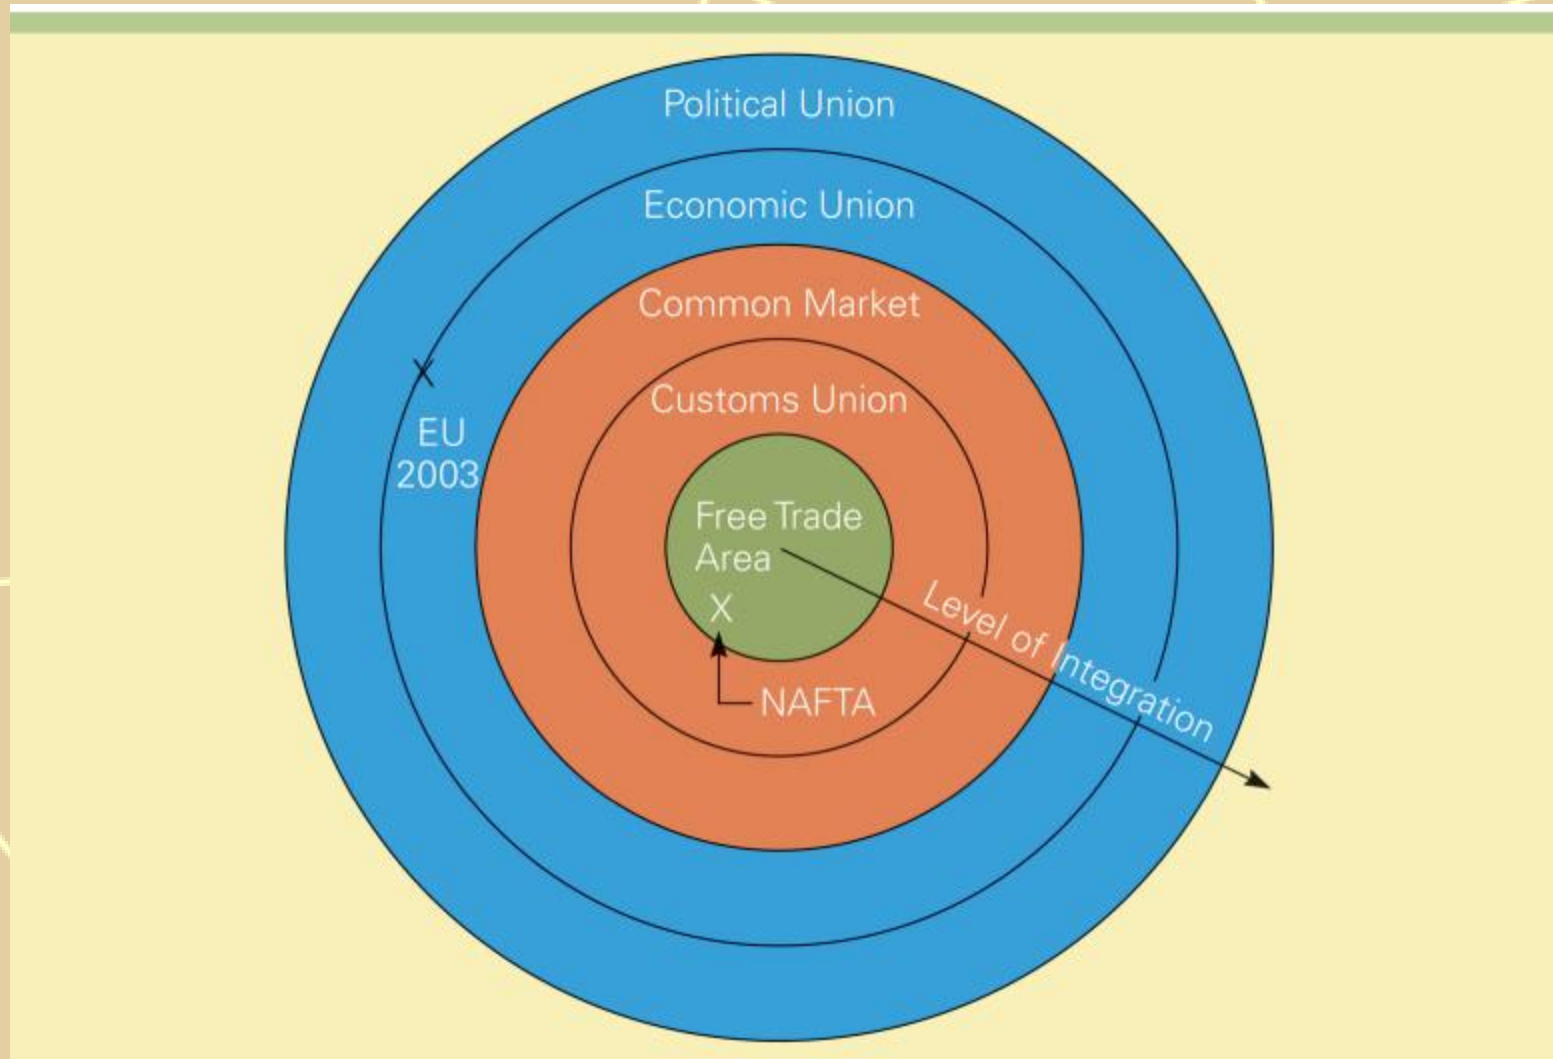 Political Union
Economic Union
Common Market
Customs Union
Free Trade
Area
X
NAFTA
X
EU
2003
Level of Integration